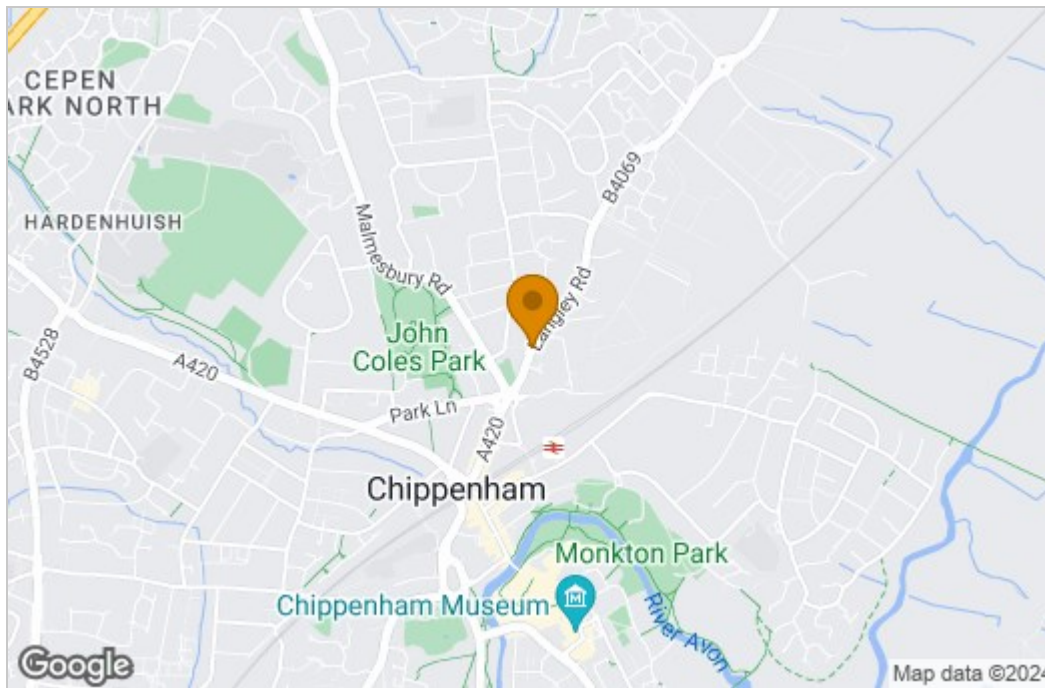 CEPEN
ARK NORTH
HARDENHUISH
B4069
Malmesbury Rd
Langley Rd
John
Coles Park
B4528
A420
Park Ln
A420
Chippenham
Monkton Park
Chippenham Museum
M
River Avon
Google
Map data ©2024